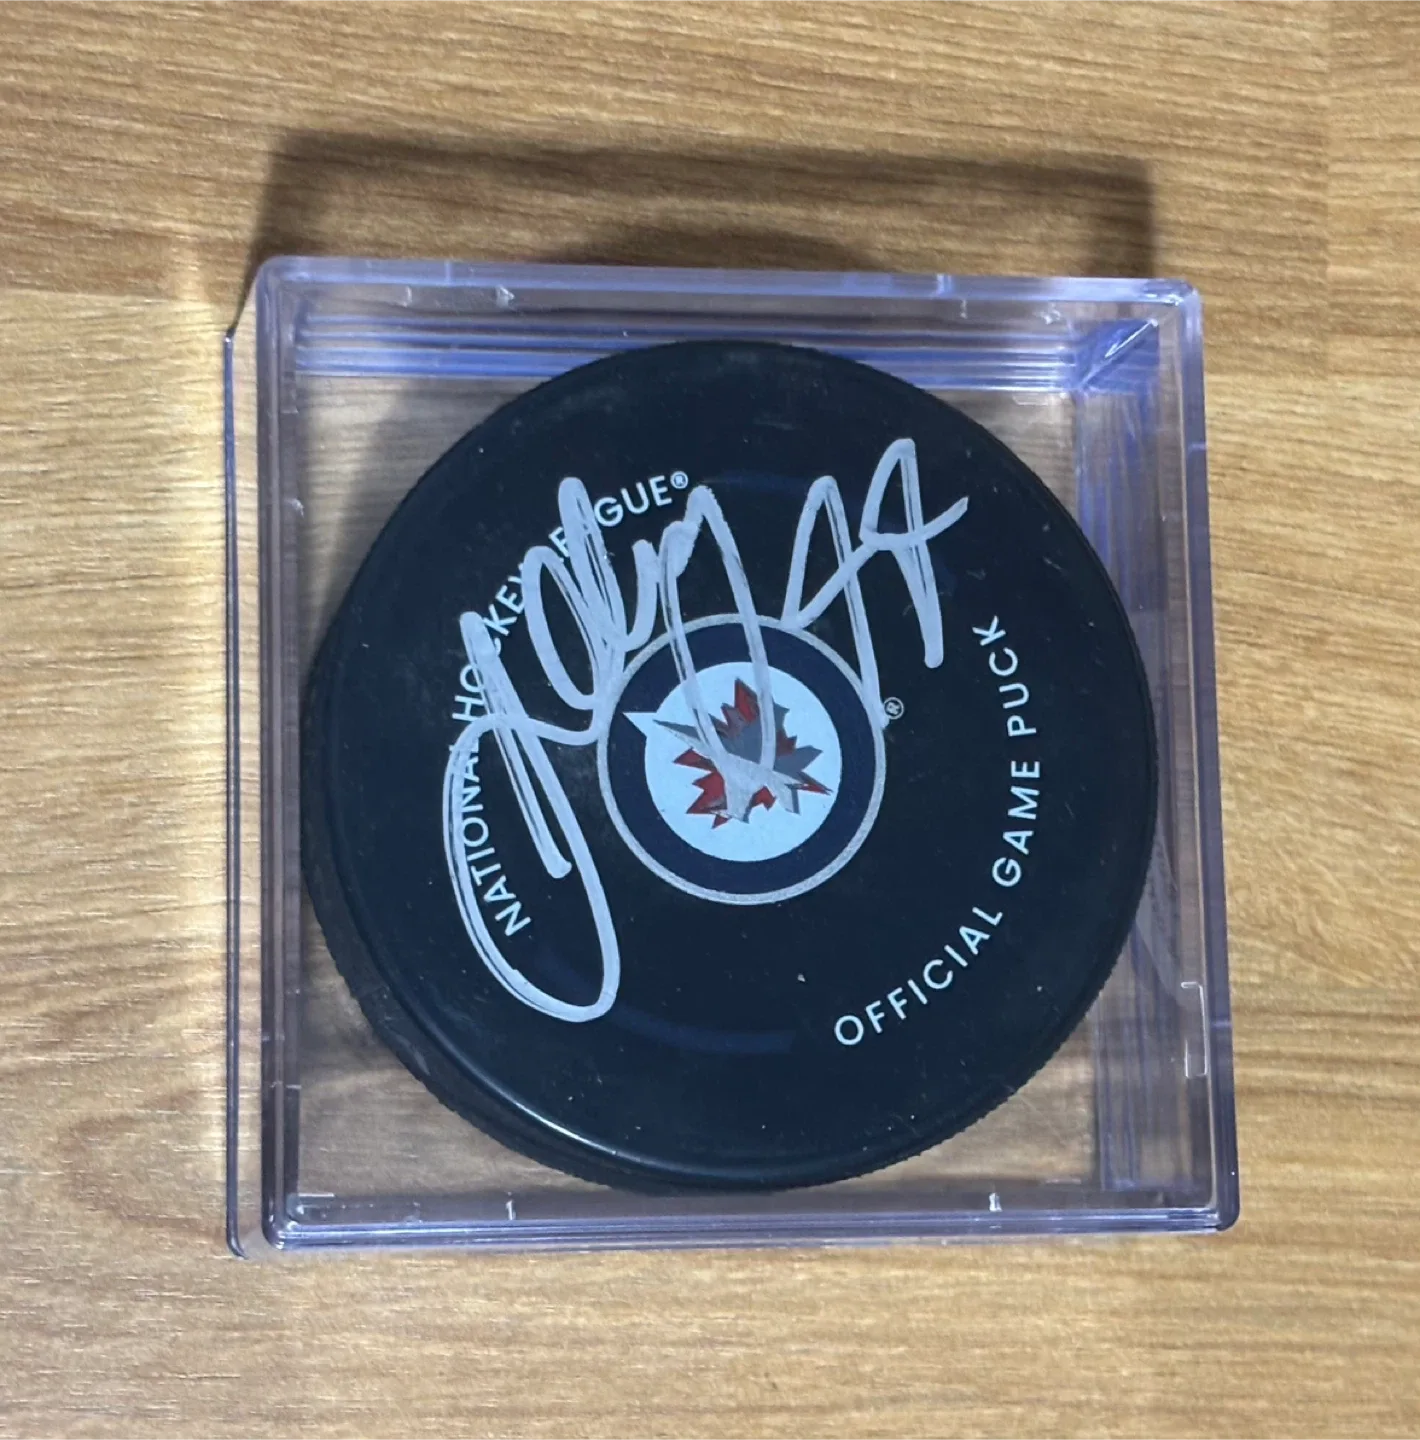 NATIONAL HOCKEY LEAGUE®
OFFICIAL GAME PUCK
®